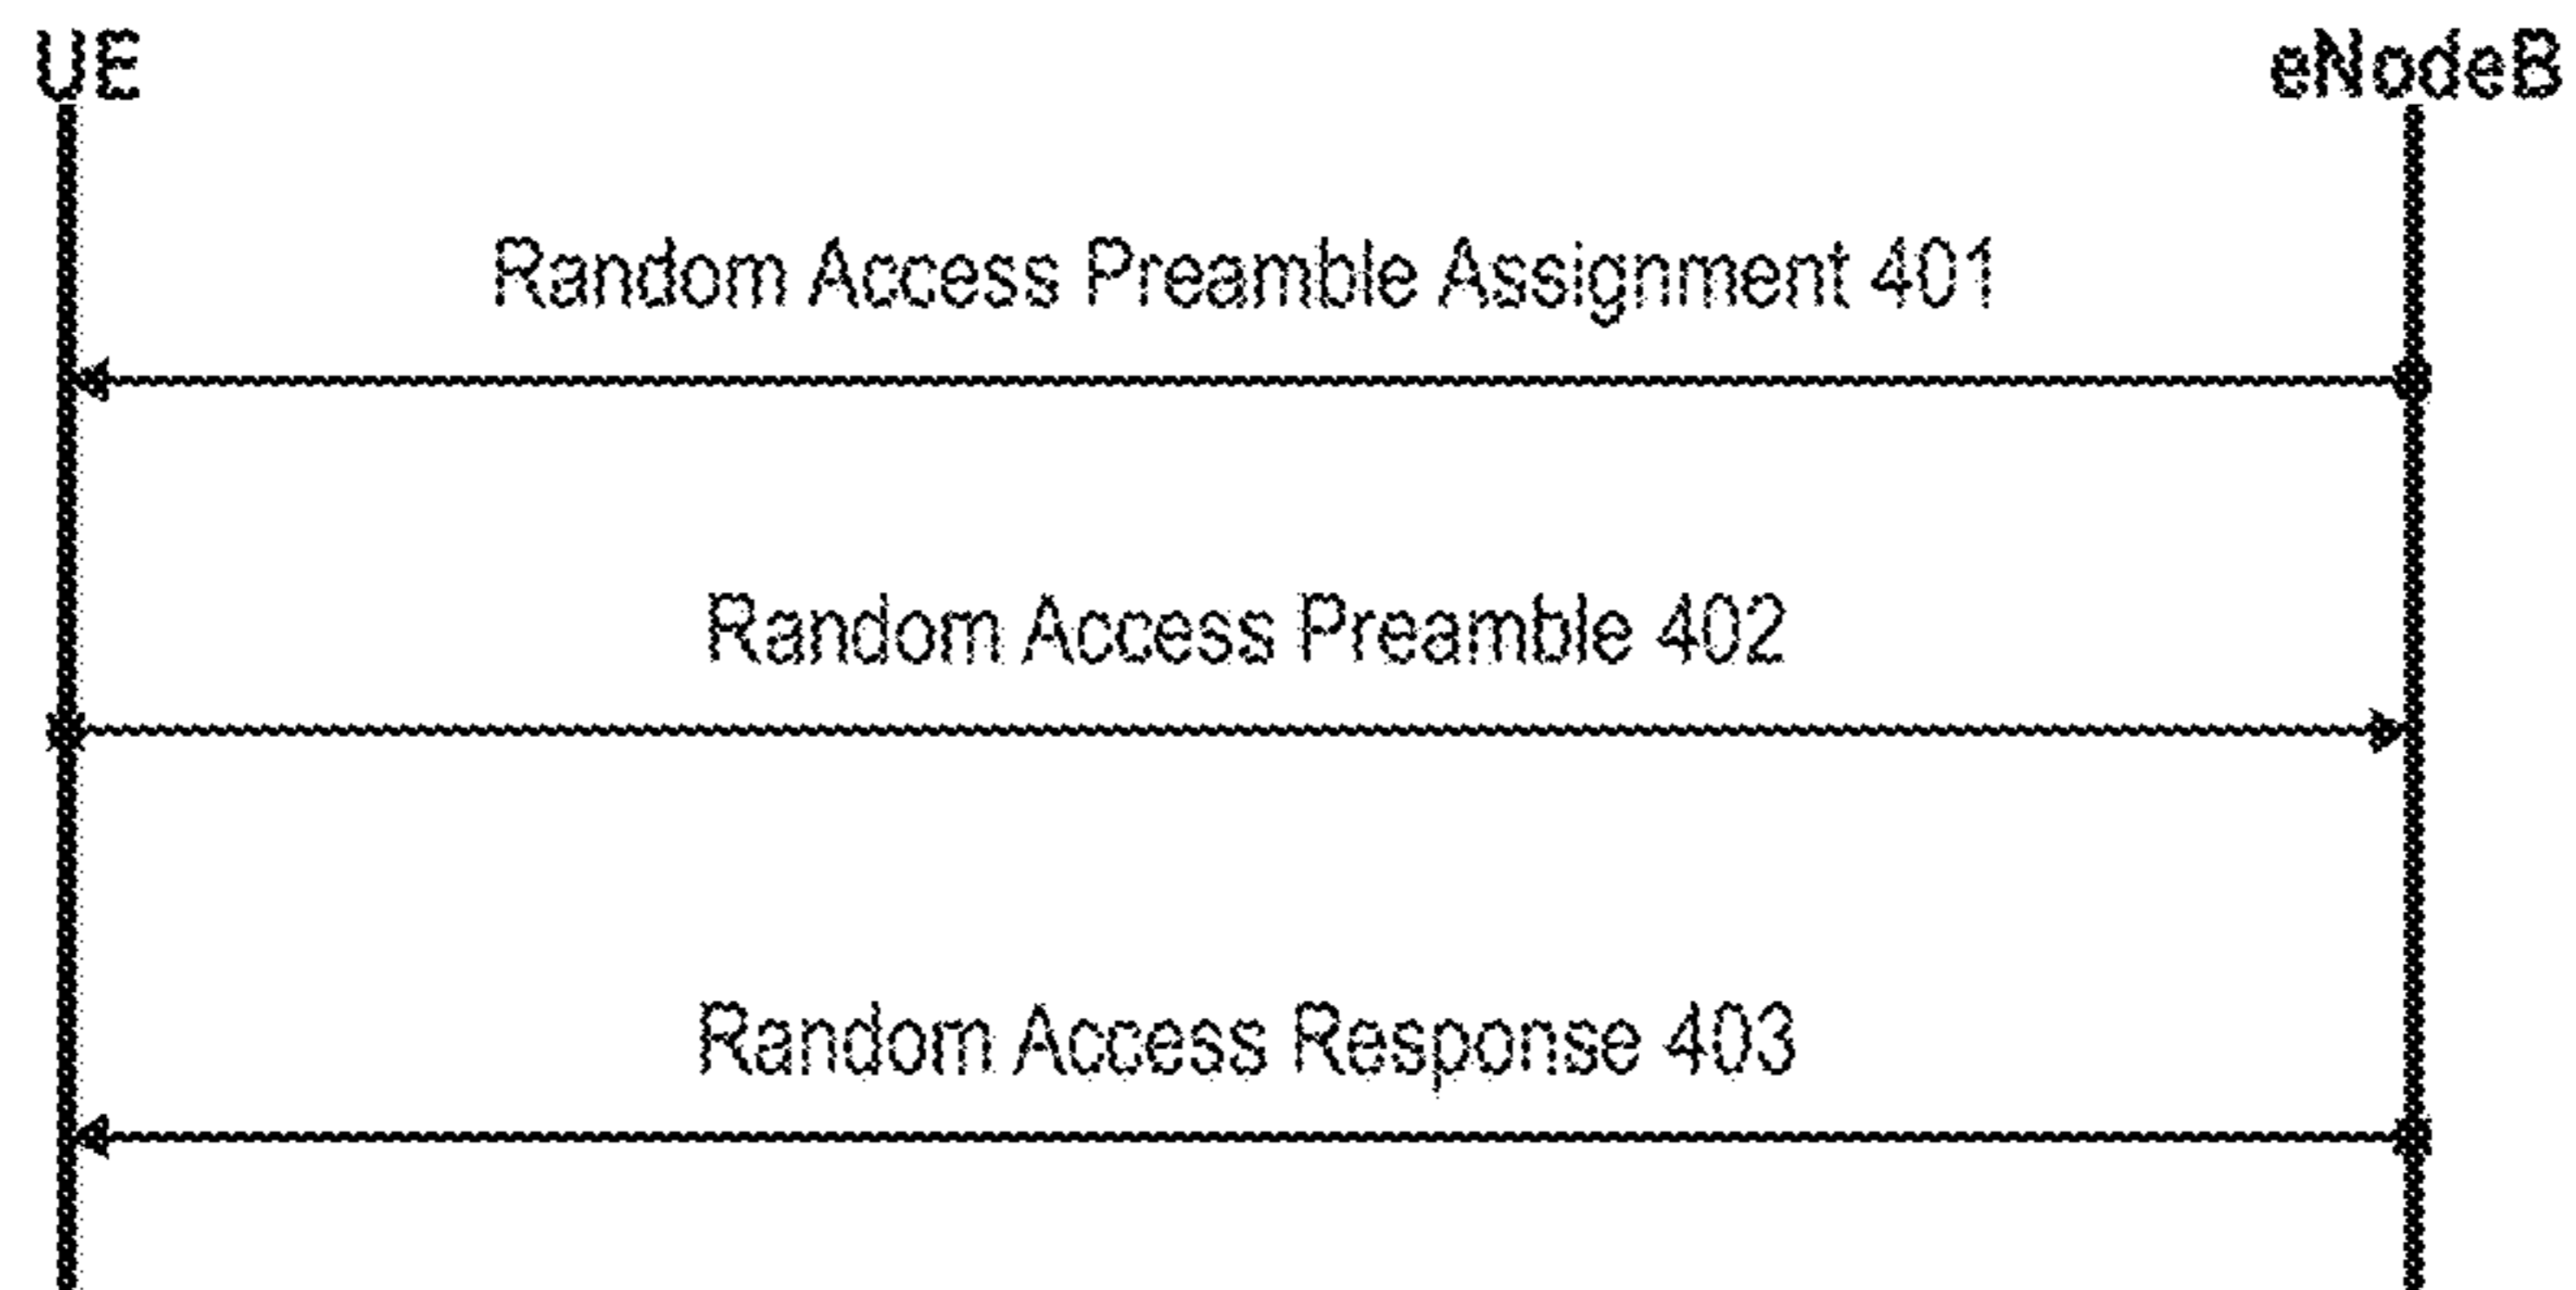 UE
eNodeB
Random Access Preamble Assignment 401
Random Access Preamble 402
Random Access Response 403